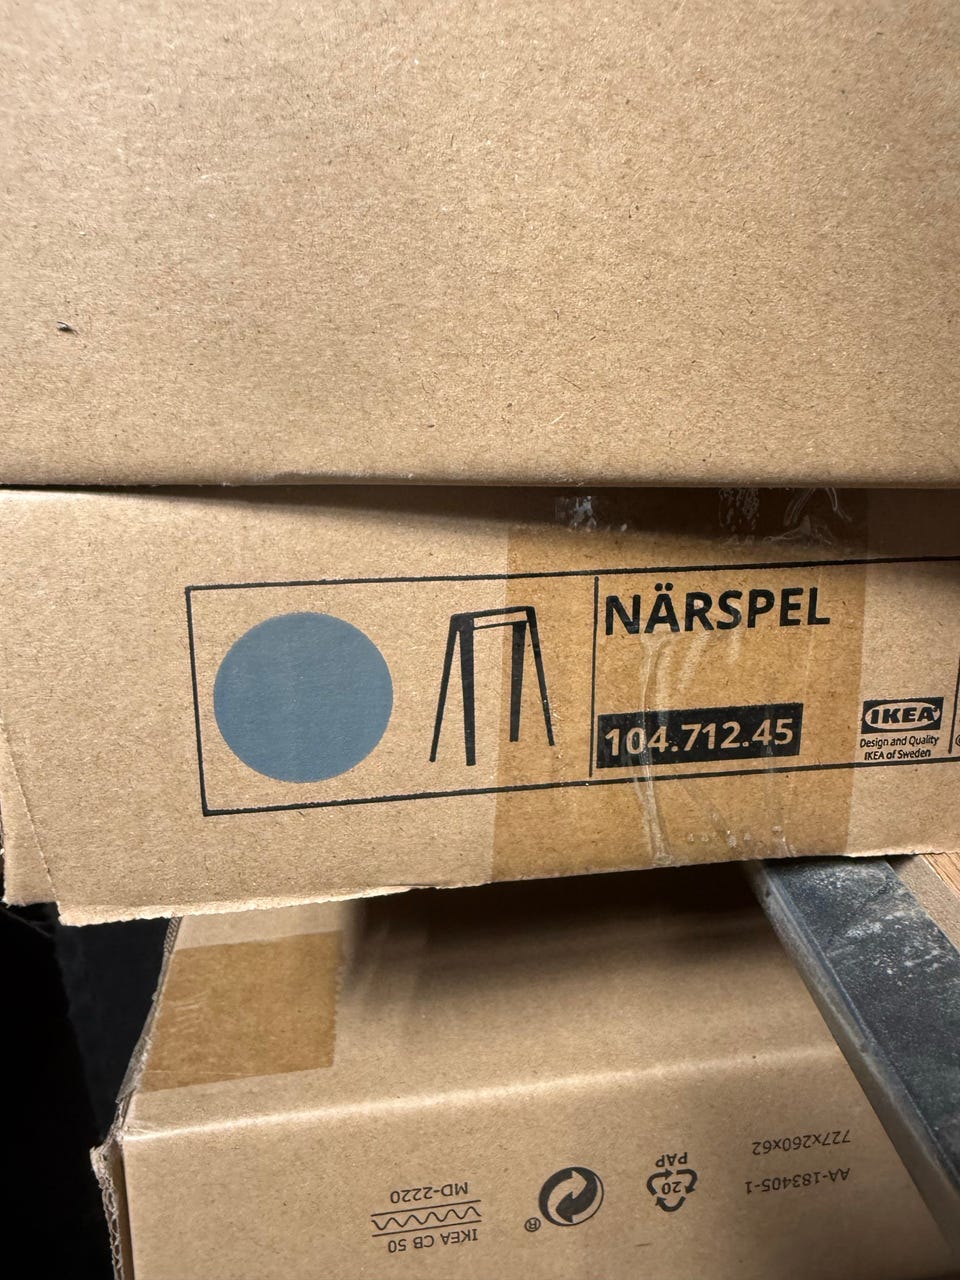 NÄRSPEL
104.712.45
IKEA®
Design and Quality
IKEA of Sweden
AA-183405-1
727x260x62
20
PAP
®
IKEA CB 50
MD-2220